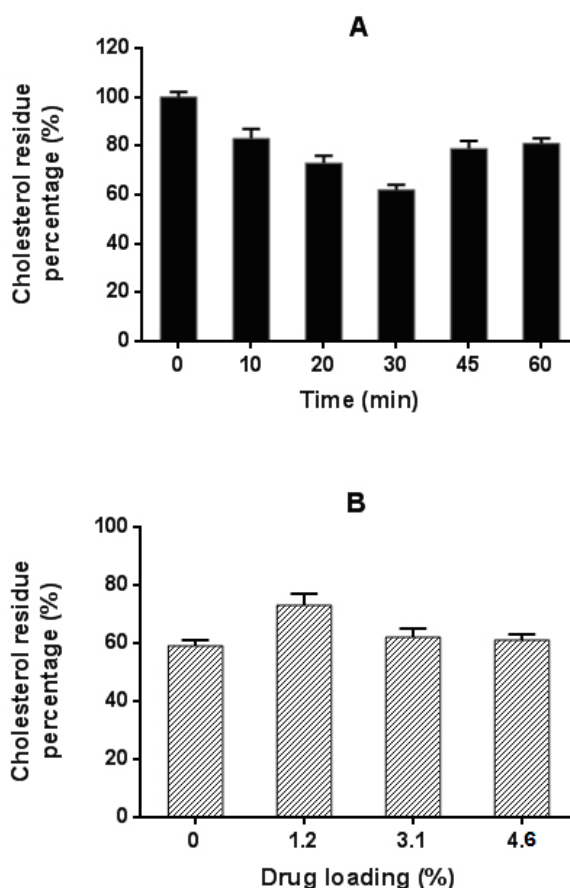 A
Cholesterol residue
percentage (%)
120
100
80
60
40
20
0
0 10 20 30 45 60
Time (min)
B
Cholesterol residue
percentage (%)
100
80
60
40
20
0
0 1.2 3.1 4.6
Drug loading (%)